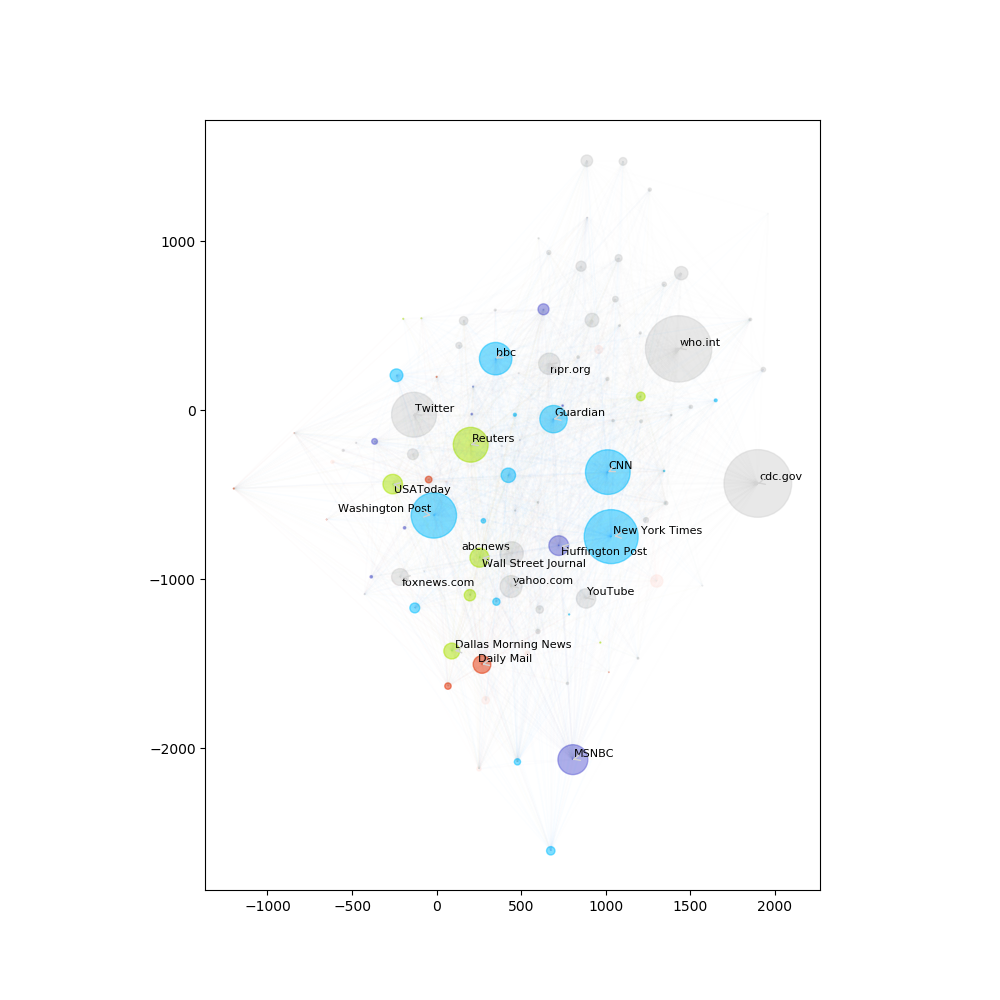 1000
0
−1000
−2000
bbc
who.int
npr.org
Twitter
Guardian
Reuters
CNN
cdc.gov
USAToday
Washington Post
New York Times
abcnews
Huffington Post
Wall Street Journal
foxnews.com
yahoo.com
YouTube
Dallas Morning News
Daily Mail
MSNBC
−1000 −500 0 500 1000 1500 2000